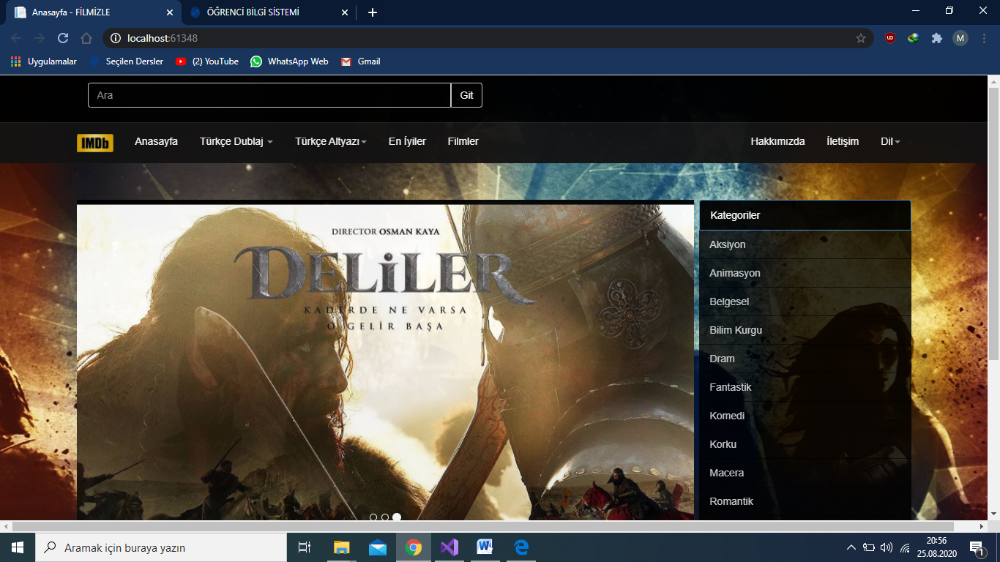 Anasayfa - FİLMİZLE
ÖĞRENCİ BİLGİ SİSTEMİ
localhost:61348
UD
M
Uygulamalar
Seçilen Dersler
(2) YouTube
WhatsApp Web
Gmail
Ara
Git
IMDb
Anasayfa
Türkçe Dublaj
Türkçe Altyazı
En İyiler
Filmler
Hakkımızda
İletişim
Dil
DIRECTOR OSMAN KAYA
DELİLER
KADERDE NE VARSA
O GELİR BAŞA
Kategoriler
Aksiyon
Animasyon
Belgesel
Bilim Kurgu
Dram
Fantastik
Komedi
Korku
Macera
Romantik
Aramak için buraya yazın
20:56
25.08.2020
1